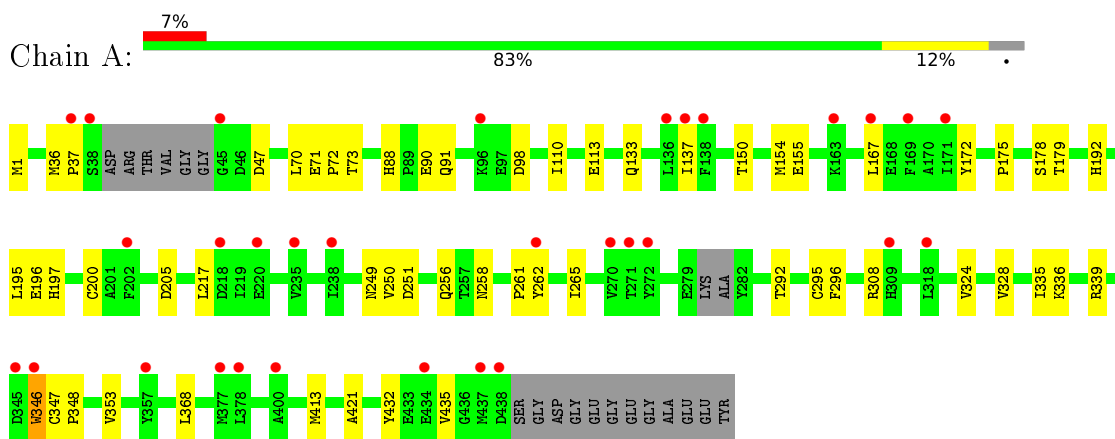 7%
Chain A:
83% 12% •
M1 M36 P37 S38 ASP ARG THR VAL GLY GLY G45 D46 D47 L70 E71 P72 T73 H88 P89 E90 Q91 K96 E97 D98 I110 E113 Q133 L136 I137 F138 T150 M154 E155 K163 L167 E168 F169 A170 I171 Y172 P175 S178 T179 H192
L195 E196 H197 C200 A201 F202 D205 L217 D218 I219 E220 V235 I238 N249 V250 D251 Q256 T257 N258 P261 Y262 I265 V270 T271 Y272 E279 LYS ALA Y282 T292 C295 F296 R308 H309 L318 V324 V328 I335 K336 R339
D345 W346 C347 P348 V353 Y357 L368 M377 L378 A400 M413 A421 Y432 E433 E434 V435 G436 M437 D438 SER GLY ASP GLY GLU GLY GLU GLY ALA GLU GLU TYR